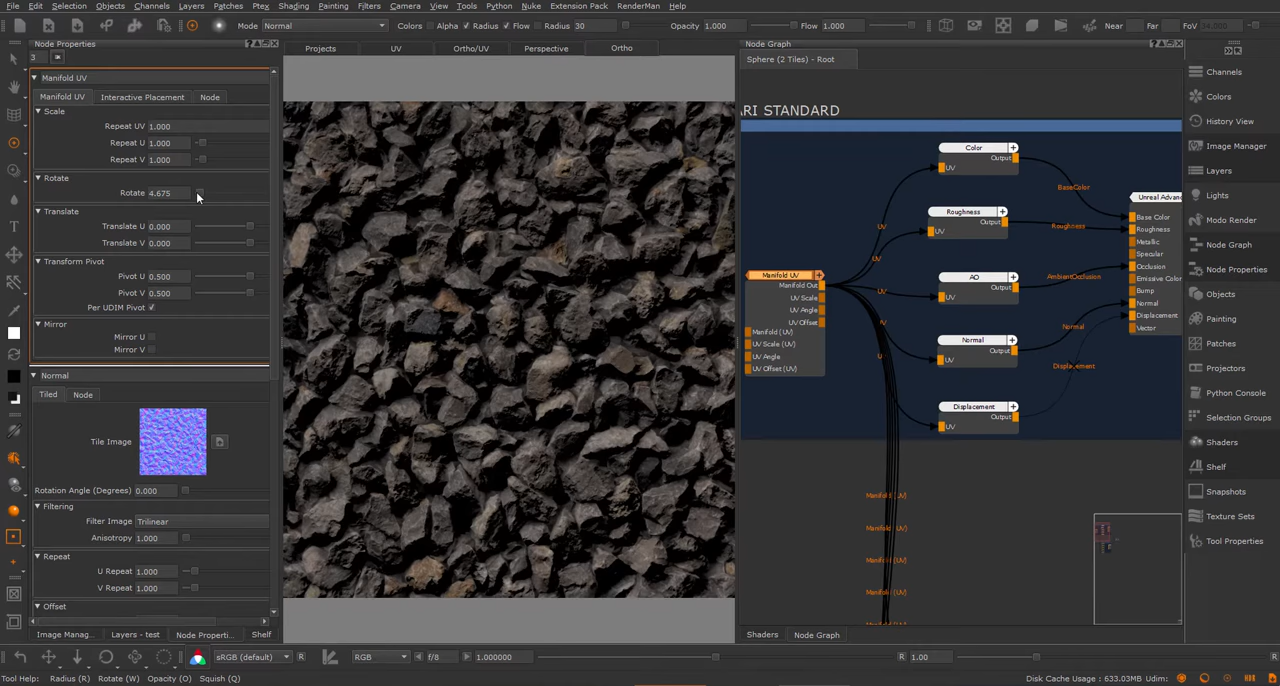 File Edit Selection Objects Channels Layers Patches Shading Painting Filters Camera View Tools Python Nuke Extension Pack RenderMan Help
Mode Normal Colors Alpha Radius Flow Radius 30 Opacity 1.000 Flow 1.000 Near Far FoV
Node Properties
3
Manifold UV
Manifold UV Interactive Placement Node
Scale
Repeat UV 1.000
Repeat U 1.000
Repeat V 1.000
Rotate
Rotate 4.675
Translate
Translate U 0.000
Translate V 0.000
Transform Pivot
Pivot U 0.500
Pivot V 0.500
Per UDIM Pivot
Mirror
Mirror U
Mirror V
Normal
Tiled Node
Tile Image
Rotation Angle (Degrees) 0.000
Filtering
Filter Image Trilinear
Anisotropy 1.000
Repeat
U Repeat 1.000
V Repeat 1.000
Offset
Image Manag... Layers - test Node Properti... Shelf
Projects UV Ortho/UV Perspective Ortho
Node Graph
Sphere (2 Tiles) - Root
ARI STANDARD
Color
Output
UV
BaseColor
Roughness
Output
UV
Roughness
AO
Output
UV
AmbientOcclusion
Normal
Output
UV
Normal
Displacement
Output
UV
Displacement
Manifold UV
Manifold Out
UV Scale
UV Angle
UV Offset
Manifold (UV)
UV Scale (UV)
UV Angle
UV Offset (UV)
UV
UV
UV
Unreal Advanc
Base Color
Roughness
Metallic
Specular
Occlusion
Emissive Color
Bump
Normal
Displacement
Vector
Shaders Node Graph
Channels
Colors
History View
Image Manager
Layers
Lights
Modo Render
Node Graph
Node Properties
Objects
Painting
Patches
Projectors
Python Console
Selection Groups
Shaders
Shelf
Snapshots
Texture Sets
Tool Properties
sRGB (default) R RGB f/8 1.000000 R 1.00 R
Tool Help: Radius (R) Rotate (W) Opacity (O) Squish (Q) Disk Cache Usage : 633.03MB Udim: